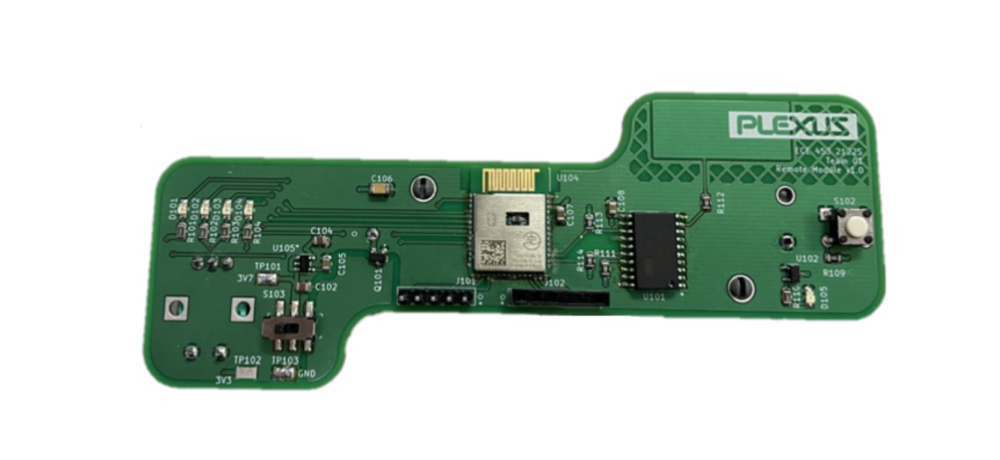 PLEXUS
ECE 453 2122S
Team 01
Remote Module v1.0
C106
U104
D101
D103
D104
R101
R102
R103
R104
C107
R113
C108
R112
S102
C104
U105*
C105
Q101
TP101
3V7
C102
S103
R114
R111
U101
J101
J102
U102
R109
D105
TP102
TP103
3V3
GND